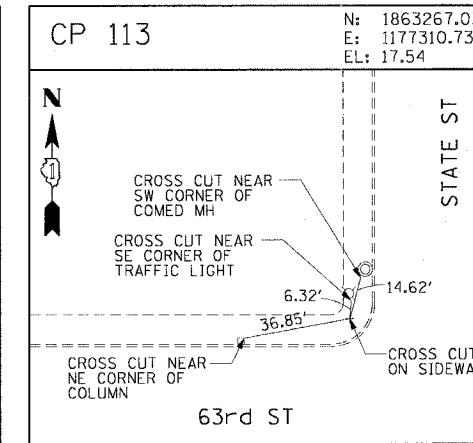 CP 113
N: 1863267.0
E: 1177310.73
EL: 17.54
N
STATE ST
CROSS CUT NEAR
SW CORNER OF
COMED MH
CROSS CUT NEAR
SE CORNER OF
TRAFFIC LIGHT
6.32'
14.62'
36.85'
CROSS CUT NEAR
NE CORNER OF
COLUMN
CROSS CUT
ON SIDEWA
63rd ST